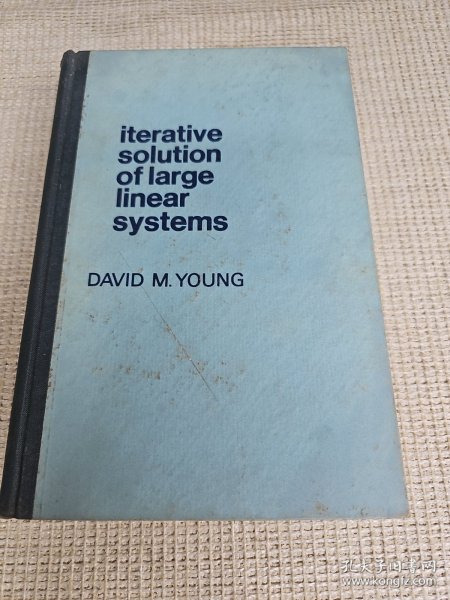 iterative
solution
of large
linear
systems
DAVID M. YOUNG
孔夫子旧书网
www.kongfz.com